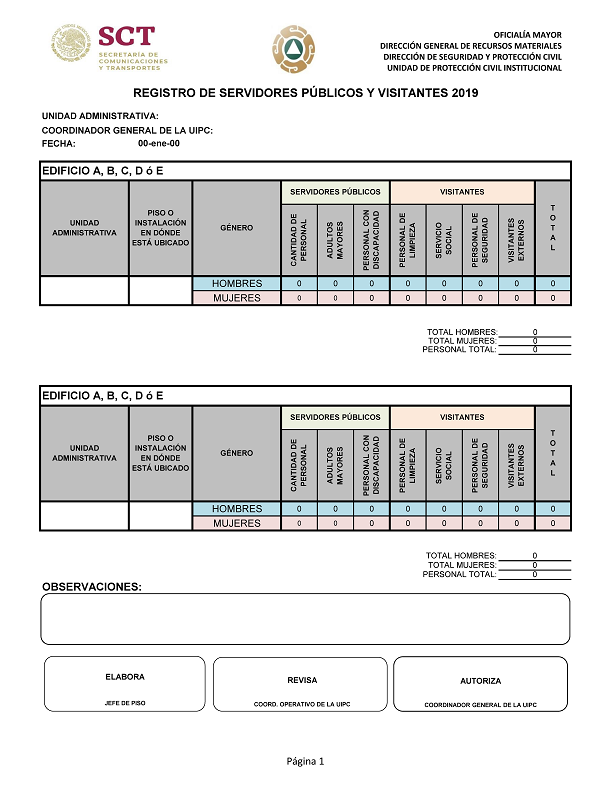 SCT
SECRETARÍA DE
COMUNICACIONES
Y TRANSPORTES
OFICIALÍA MAYOR
DIRECCIÓN GENERAL DE RECURSOS MATERIALES
DIRECCIÓN DE SEGURIDAD Y PROTECCIÓN CIVIL
UNIDAD DE PROTECCIÓN CIVIL INSTITUCIONAL
REGISTRO DE SERVIDORES PÚBLICOS Y VISITANTES 2019
UNIDAD ADMINISTRATIVA:
COORDINADOR GENERAL DE LA UIPC:
FECHA: 00-ene-00
EDIFICIO A, B, C, D ó E
UNIDAD
ADMINISTRATIVA
PISO O
INSTALACIÓN
EN DÓNDE
ESTÁ UBICADO
GÉNERO
SERVIDORES PÚBLICOS
CANTIDAD DE
PERSONAL
ADULTOS
MAYORES
PERSONAL CON
DISCAPACIDAD
VISITANTES
PERSONAL DE
LIMPIEZA
SERVICIO
SOCIAL
PERSONAL DE
SEGURIDAD
VISITANTES
EXTERNOS
TOTAL
HOMBRES 0 0 0 0 0 0 0 0
MUJERES 0 0 0 0 0 0 0 0
TOTAL HOMBRES: 0
TOTAL MUJERES: 0
PERSONAL TOTAL: 0
EDIFICIO A, B, C, D ó E
UNIDAD
ADMINISTRATIVA
PISO O
INSTALACIÓN
EN DÓNDE
ESTÁ UBICADO
GÉNERO
SERVIDORES PÚBLICOS
CANTIDAD DE
PERSONAL
ADULTOS
MAYORES
PERSONAL CON
DISCAPACIDAD
VISITANTES
PERSONAL DE
LIMPIEZA
SERVICIO
SOCIAL
PERSONAL DE
SEGURIDAD
VISITANTES
EXTERNOS
TOTAL
HOMBRES 0 0 0 0 0 0 0 0
MUJERES 0 0 0 0 0 0 0 0
TOTAL HOMBRES: 0
TOTAL MUJERES: 0
PERSONAL TOTAL: 0
OBSERVACIONES:
ELABORA
JEFE DE PISO
REVISA
COORD. OPERATIVO DE LA UIPC
AUTORIZA
COORDINADOR GENERAL DE LA UIPC
Página 1